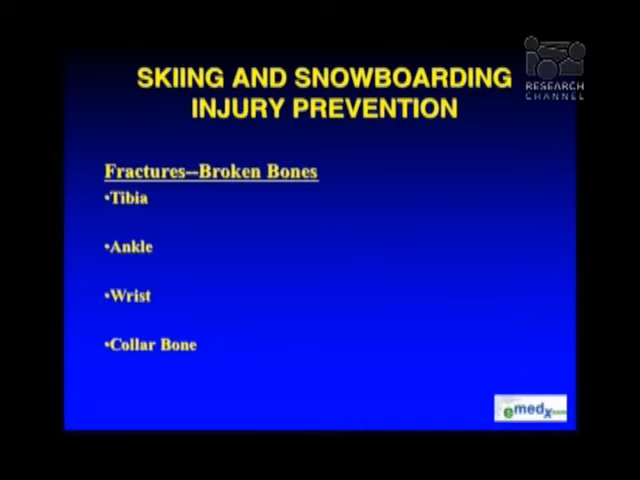 SKIING AND SNOWBOARDING
INJURY PREVENTION
RESEARCH
CHANNEL
Fractures--Broken Bones
•Tibia
•Ankle
•Wrist
•Collar Bone
emedx